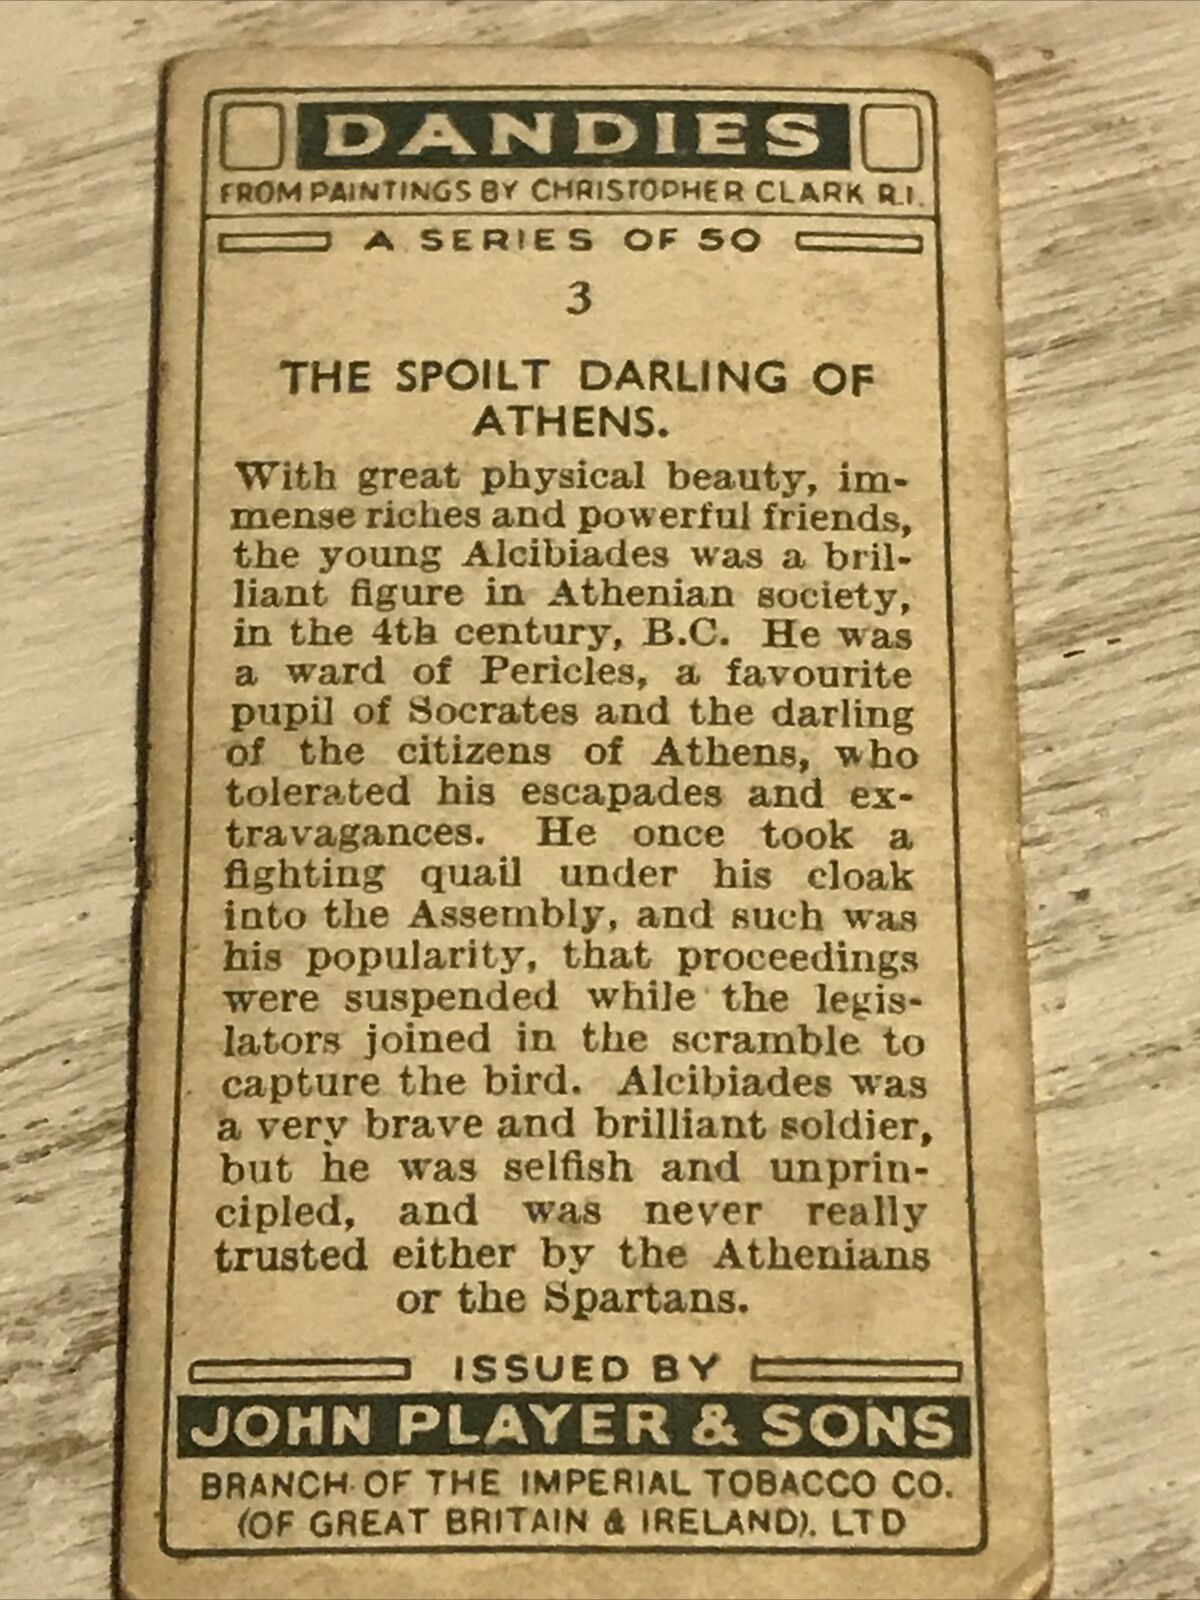 DANDIES
FROM PAINTINGS BY CHRISTOPHER CLARK R.I.
A SERIES OF 50
3
THE SPOILT DARLING OF
ATHENS.
With great physical beauty, im-
mense riches and powerful friends,
the young Alcibiades was a bril-
liant figure in Athenian society,
in the 4th century, B.C. He was
a ward of Pericles, a favourite
pupil of Socrates and the darling
of the citizens of Athens, who
tolerated his escapades and ex-
travagances. He once took a
fighting quail under his cloak
into the Assembly, and such was
his popularity, that proceedings
were suspended while the legis-
lators joined in the scramble to
capture the bird. Alcibiades was
a very brave and brilliant soldier,
but he was selfish and unprin-
cipled, and was never really
trusted either by the Athenians
or the Spartans.
ISSUED BY
JOHN PLAYER & SONS
BRANCH OF THE IMPERIAL TOBACCO CO.
(OF GREAT BRITAIN & IRELAND), LTD